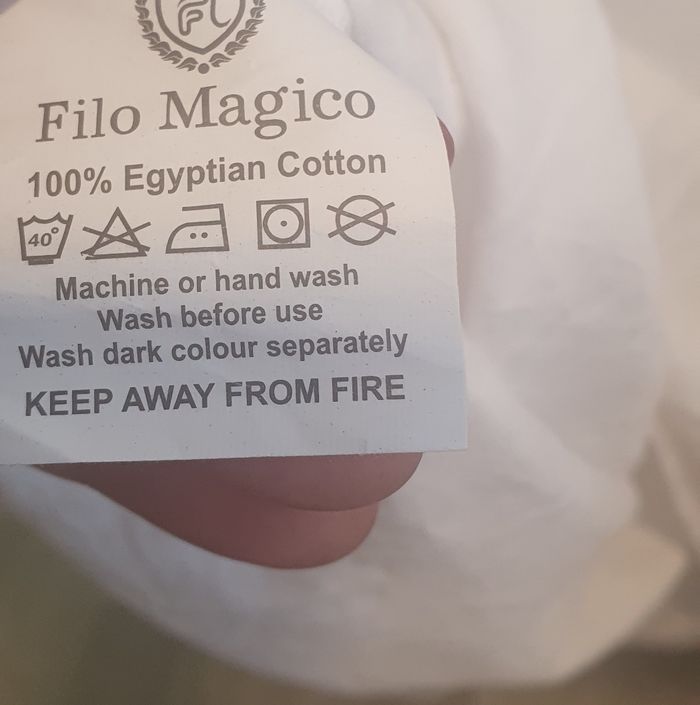 FL
Filo Magico
100% Egyptian Cotton
40°
Machine or hand wash
Wash before use
Wash dark colour separately
KEEP AWAY FROM FIRE